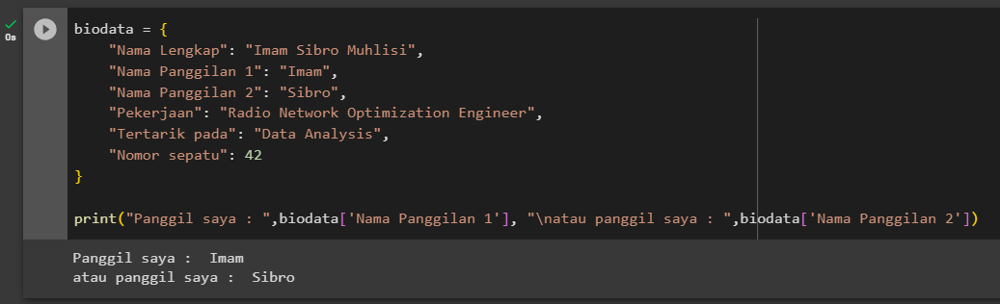 0s
biodata = {
    "Nama Lengkap": "Imam Sibro Muhlisi",
    "Nama Panggilan 1": "Imam",
    "Nama Panggilan 2": "Sibro",
    "Pekerjaan": "Radio Network Optimization Engineer",
    "Tertarik pada": "Data Analysis",
    "Nomor sepatu": 42
}
print("Panggil saya : ",biodata['Nama Panggilan 1'], "\natau panggil saya : ",biodata['Nama Panggilan 2'])
Panggil saya :  Imam
atau panggil saya :  Sibro